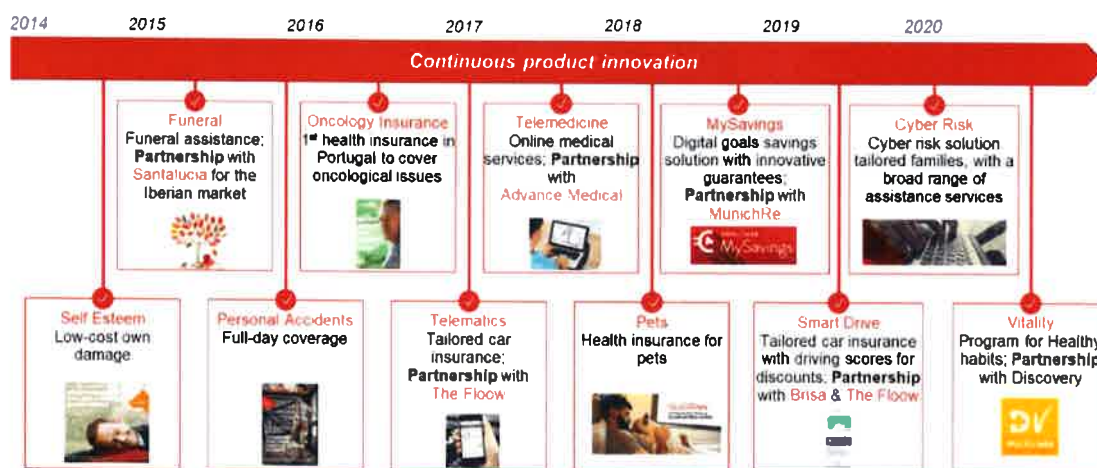 2014 2015 2016 2017 2018 2019 2020
Continuous product innovation
Funeral
Funeral assistance;
Partnership with
Santalucia for the
Iberian market
Oncology Insurance
1st health insurance in
Portugal to cover
oncological issues
Telemedicine
Online medical
services; Partnership
with
Advance Medical
MySavings
Digital goals savings
solution with innovative
guarantees;
Partnership with
MunichRe
MySavings
Cyber Risk
Cyber risk solution
tailored families, with a
broad range of
assistance services
Self Esteem
Low-cost own
damage
Personal Accidents
Full-day coverage
Telematics
Tailored car
insurance;
Partnership with
The Floow
Pets
Health insurance for
pets
Smart Drive
Tailored car insurance
with driving scores for
discounts; Partnership
with Brisa & The Floow
Vitality
Program for Healthy
habits; Partnership
with Discovery
DV